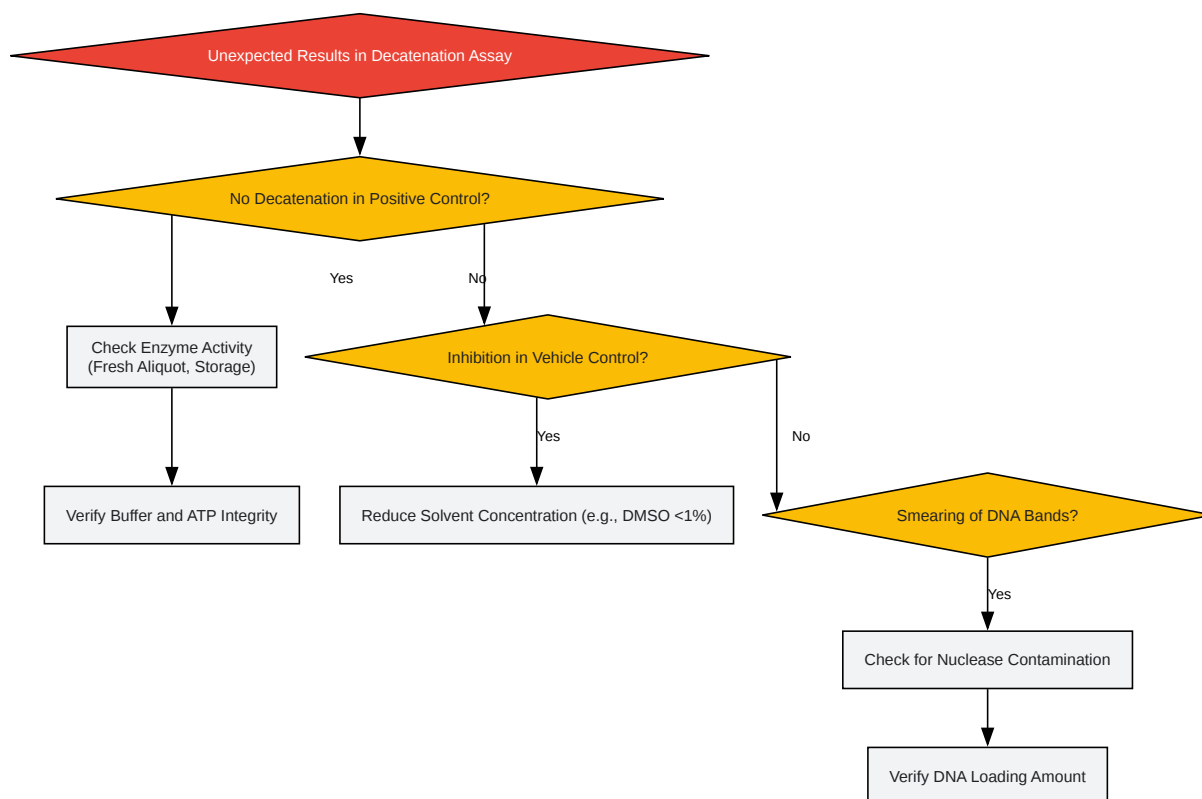 Unexpected Results in Decatenation Assay
No Decatenation in Positive Control?
Yes
No
Check Enzyme Activity
(Fresh Aliquot, Storage)
Inhibition in Vehicle Control?
Yes
No
Verify Buffer and ATP Integrity
Reduce Solvent Concentration (e.g., DMSO <1%)
Smearing of DNA Bands?
Yes
Check for Nuclease Contamination
Verify DNA Loading Amount